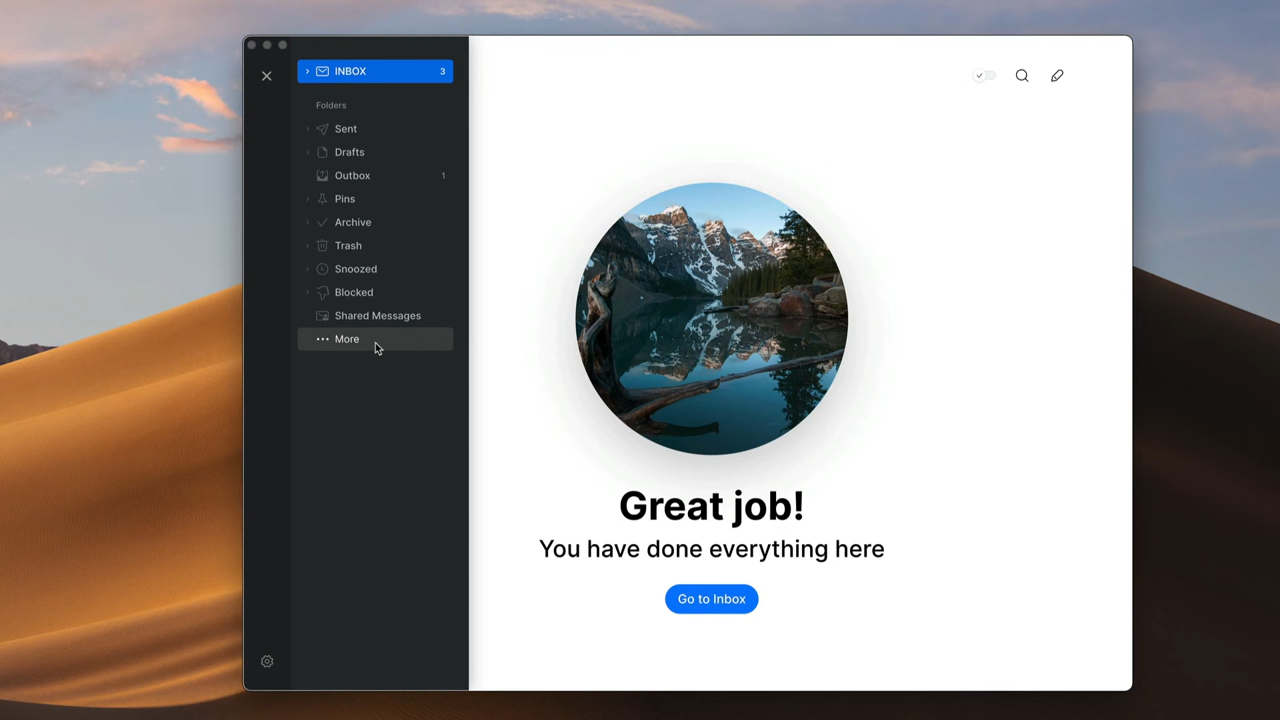 INBOX 3
Folders
Sent
Drafts
Outbox 1
Pins
Archive
Trash
Snoozed
Blocked
Shared Messages
More
Great job!
You have done everything here
Go to Inbox